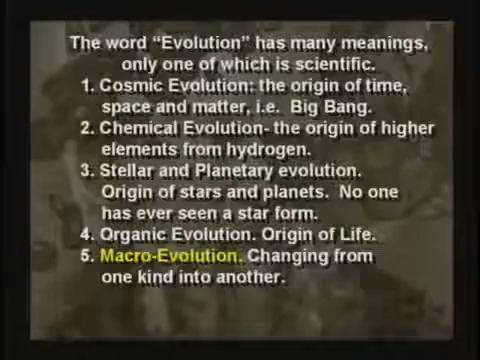 The word “Evolution” has many meanings,
only one of which is scientific.
1. Cosmic Evolution: the origin of time,
space and matter, i.e. Big Bang.
2. Chemical Evolution- the origin of higher
elements from hydrogen.
3. Stellar and Planetary evolution.
Origin of stars and planets. No one
has ever seen a star form.
4. Organic Evolution. Origin of Life.
5. Macro-Evolution. Changing from
one kind into another.